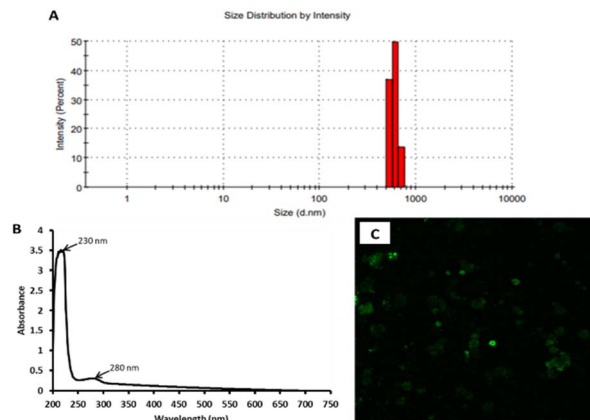 A
Size Distribution by Intensity
50
40
30
20
10
0
Intensity (Percent)
1 10 100 1000 10000
Size (d.nm)
B
4
3.5
3
2.5
2
1.5
1
0.5
0
Absorbance
230 nm
280 nm
200 250 300 350 400 450 500 550 600 650 700 750
Wavelength (nm)
C